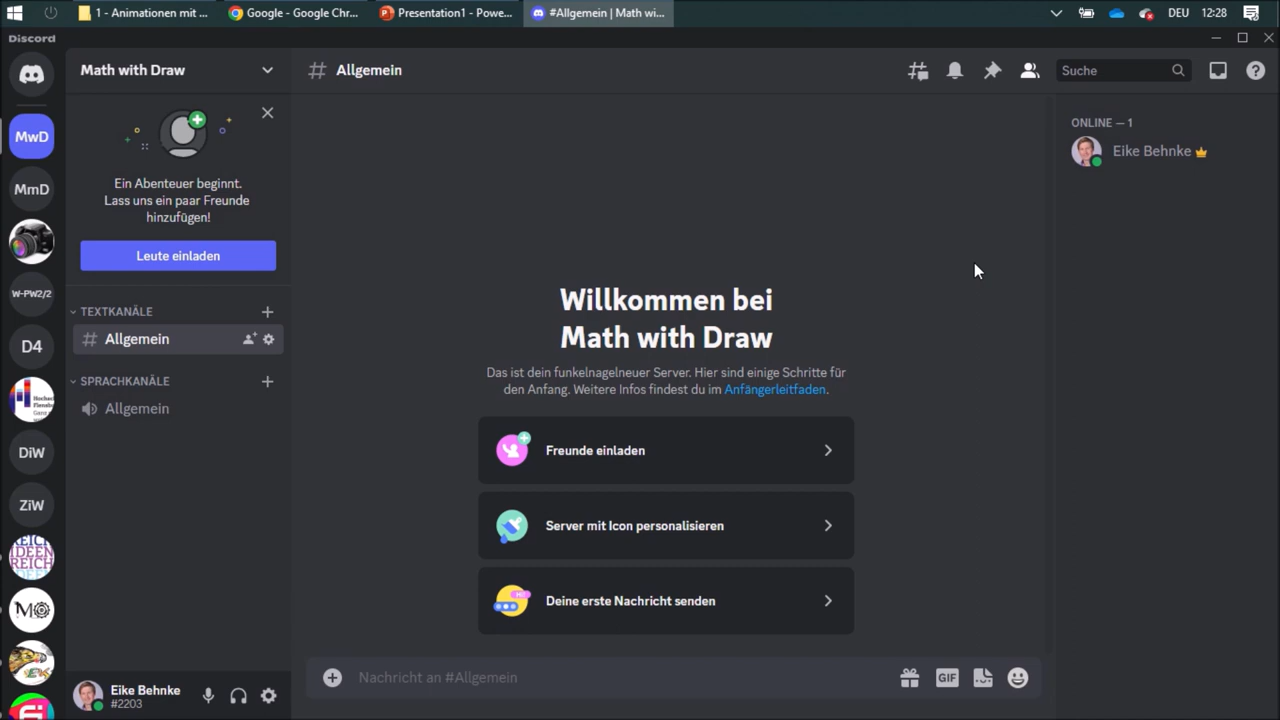 1 - Animationen mit ...
Google - Google Chr...
Presentation1 - Powe...
#Allgemein | Math wi...
DEU
12:28
Discord
Math with Draw
Allgemein
Suche
MwD
ONLINE — 1
Eike Behnke
Ein Abenteuer beginnt.
Lass uns ein paar Freunde
hinzufügen!
MmD
Leute einladen
W-PW2/2
TEXTKANÄLE
Allgemein
D4
SPRACHKANÄLE
Allgemein
DiW
ZiW
Willkommen bei
Math with Draw
Das ist dein funkelnagelneuer Server. Hier sind einige Schritte für
den Anfang. Weitere Infos findest du im Anfängerleitfaden.
Freunde einladen
Server mit Icon personalisieren
Deine erste Nachricht senden
REICH
IDEEN
REICH
IDEEN
Eike Behnke
#2203
Nachricht an #Allgemein
GIF